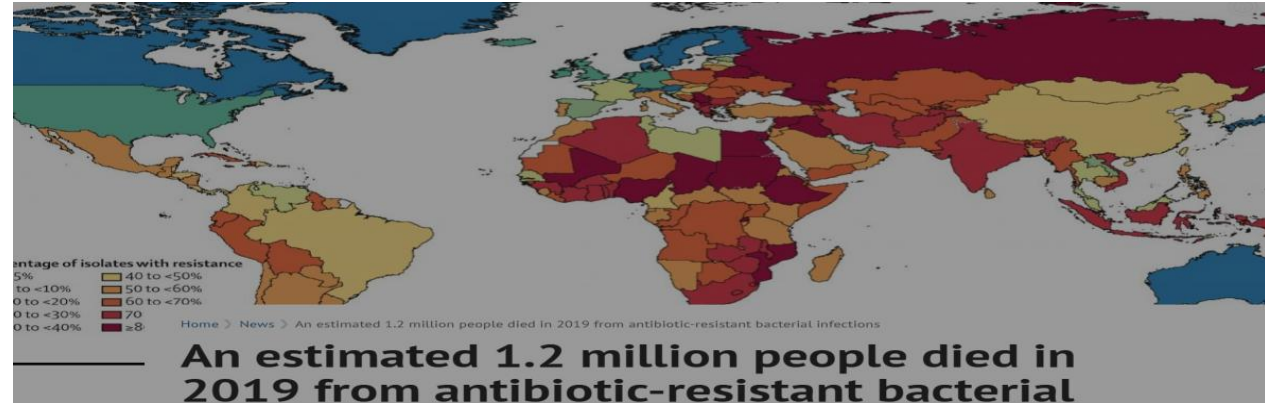 entage of isolates with resistance
5%
to <10%
0 to <20%
0 to <30%
0 to <40%
40 to <50%
50 to <60%
60 to <70%
70
≥8
Home > News > An estimated 1.2 million people died in 2019 from antibiotic-resistant bacterial infections
An estimated 1.2 million people died in
2019 from antibiotic-resistant bacterial